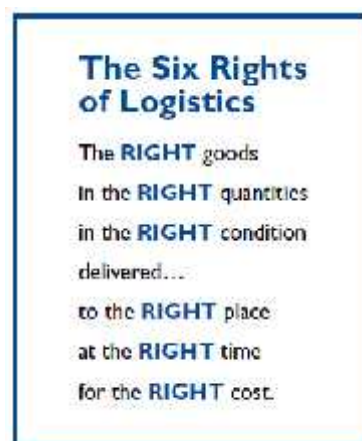 The Six Rights
of Logistics
The RIGHT goods
in the RIGHT quantities
in the RIGHT condition
delivered...
to the RIGHT place
at the RIGHT time
for the RIGHT cost.